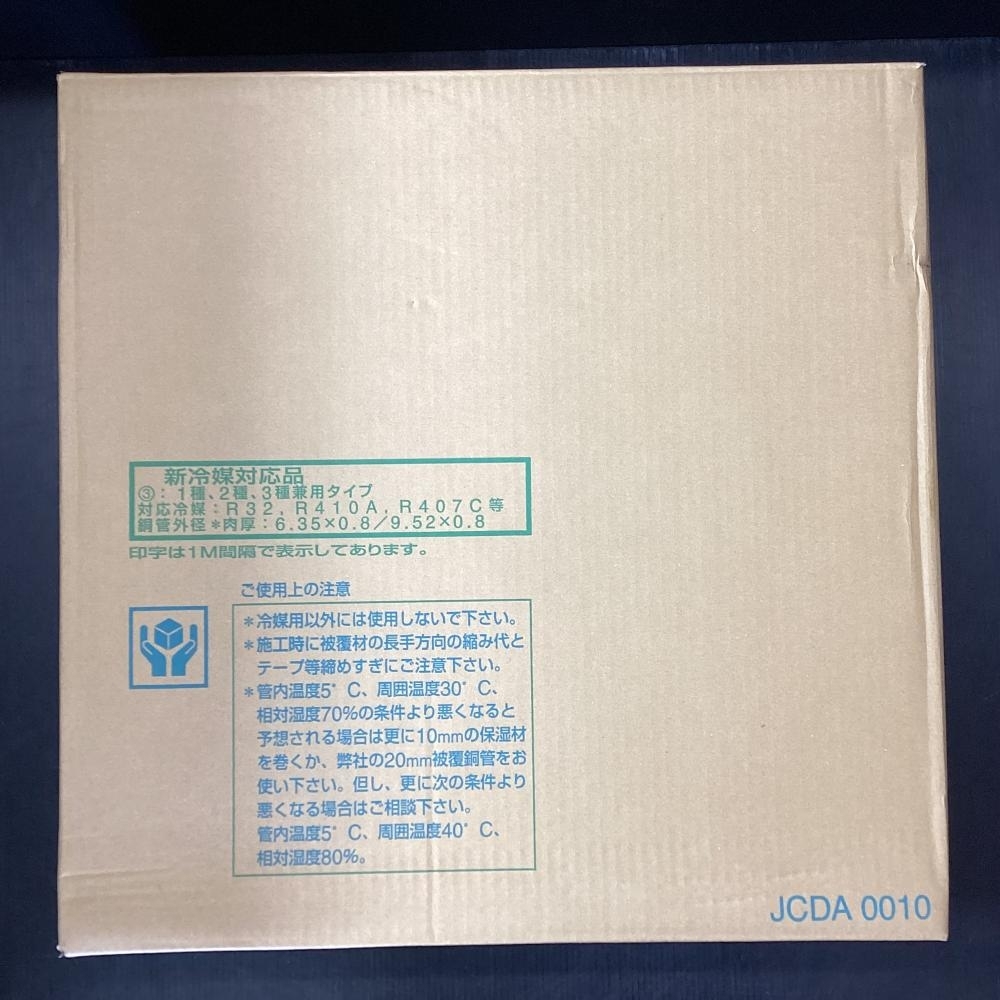 新冷媒対応品
③：1種、2種、3種兼用タイプ
対応冷媒：R32, R410A, R407C等
銅管外径＊肉厚：6.35×0.8／9.52×0.8
印字は1M間隔で表示してあります。
ご使用上の注意
＊冷媒用以外には使用しないで下さい。
＊施工時に被覆材の長手方向の縮み代と
テープ等締めすぎにご注意下さい。
＊管内温度5°C、周囲温度30°C、
相対湿度70%の条件より悪くなると
予想される場合は更に10mmの保湿材
を巻くか、弊社の20mm被覆銅管をお
使い下さい。但し、更に次の条件より
悪くなる場合はご相談下さい。
管内温度5°C、周囲温度40°C、
相対湿度80%。
JCDA 0010